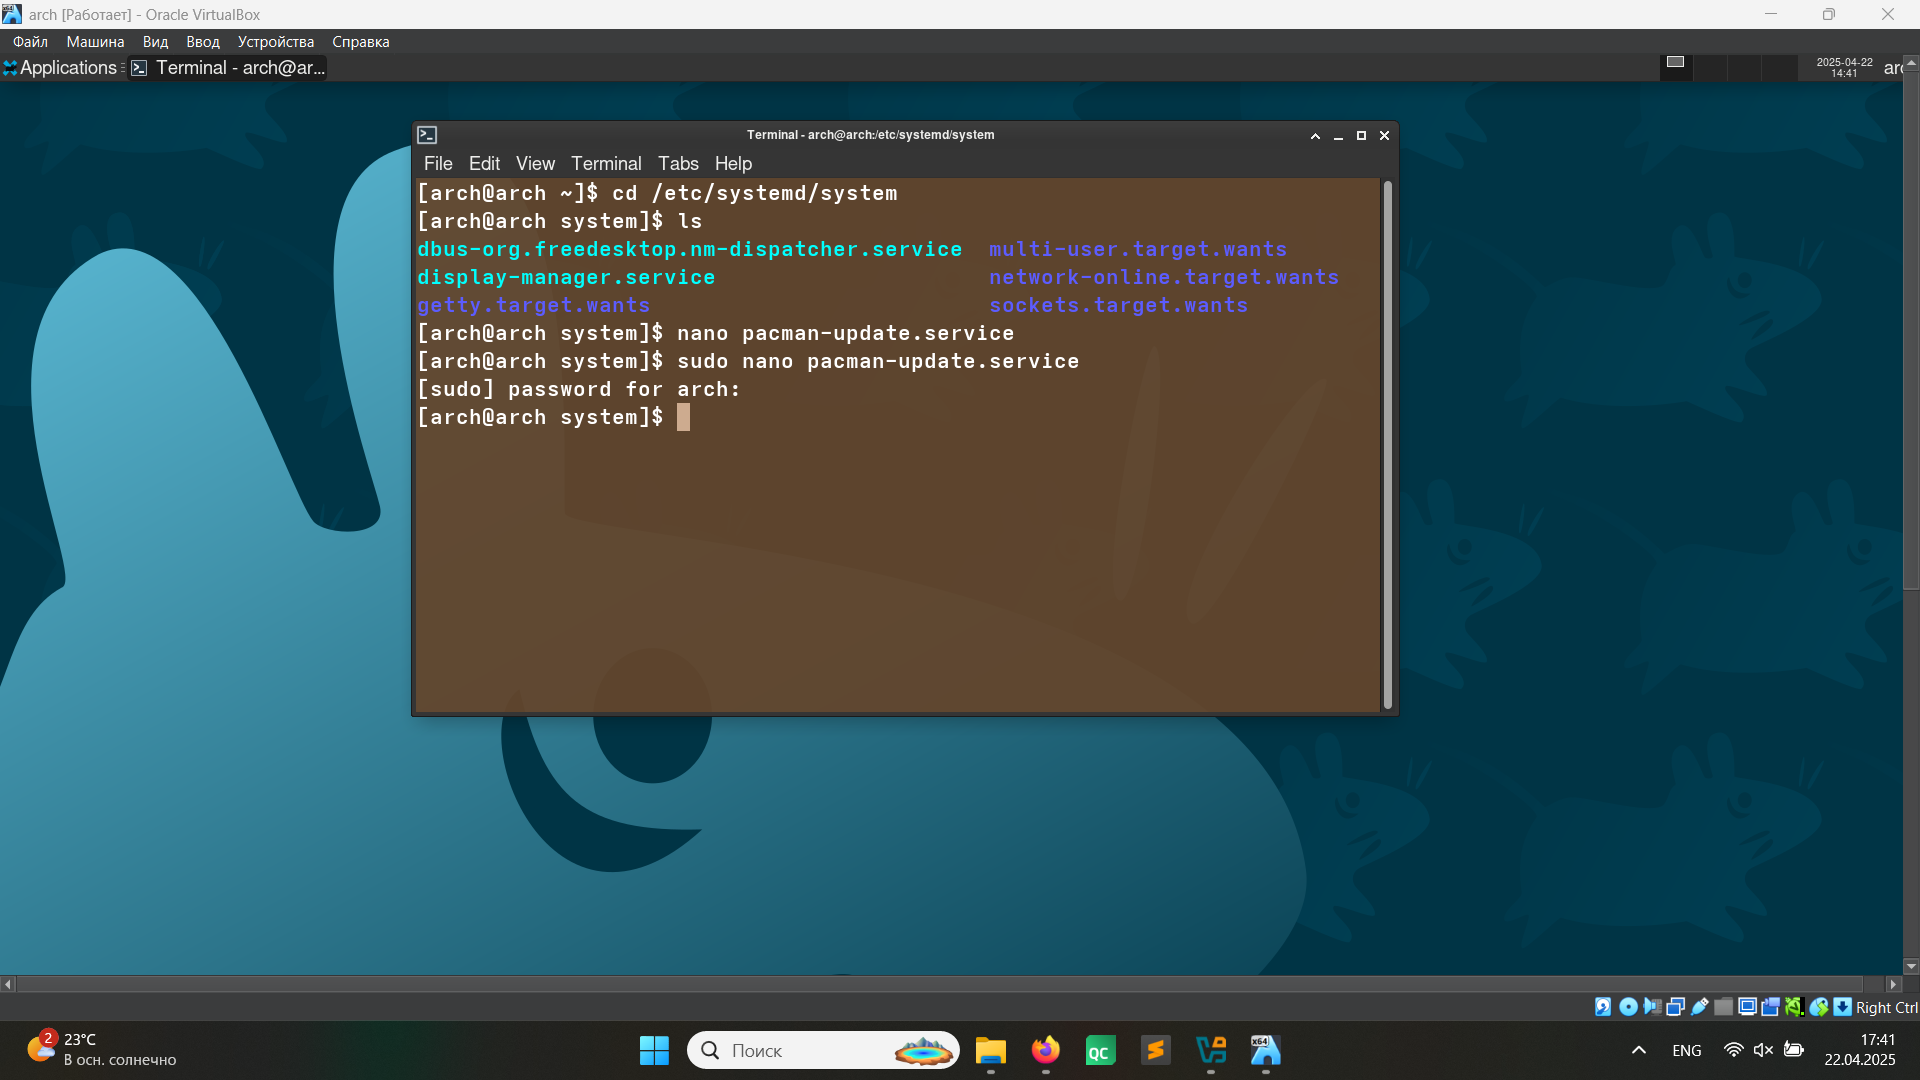 arch [Работает] - Oracle VirtualBox
Файл Машина Вид Ввод Устройства Справка
Applications Terminal - arch@ar...
2025-04-22
14:41
Terminal - arch@arch:/etc/systemd/system
File Edit View Terminal Tabs Help
[arch@arch ~]$ cd /etc/systemd/system
[arch@arch system]$ ls
dbus-org.freedesktop.nm-dispatcher.service multi-user.target.wants
display-manager.service network-online.target.wants
getty.target.wants sockets.target.wants
[arch@arch system]$ nano pacman-update.service
[arch@arch system]$ sudo nano pacman-update.service
[sudo] password for arch:
[arch@arch system]$
Right Ctrl
2
23°C
В осн. солнечно
Поиск
QC
x64
ENG
17:41
22.04.2025